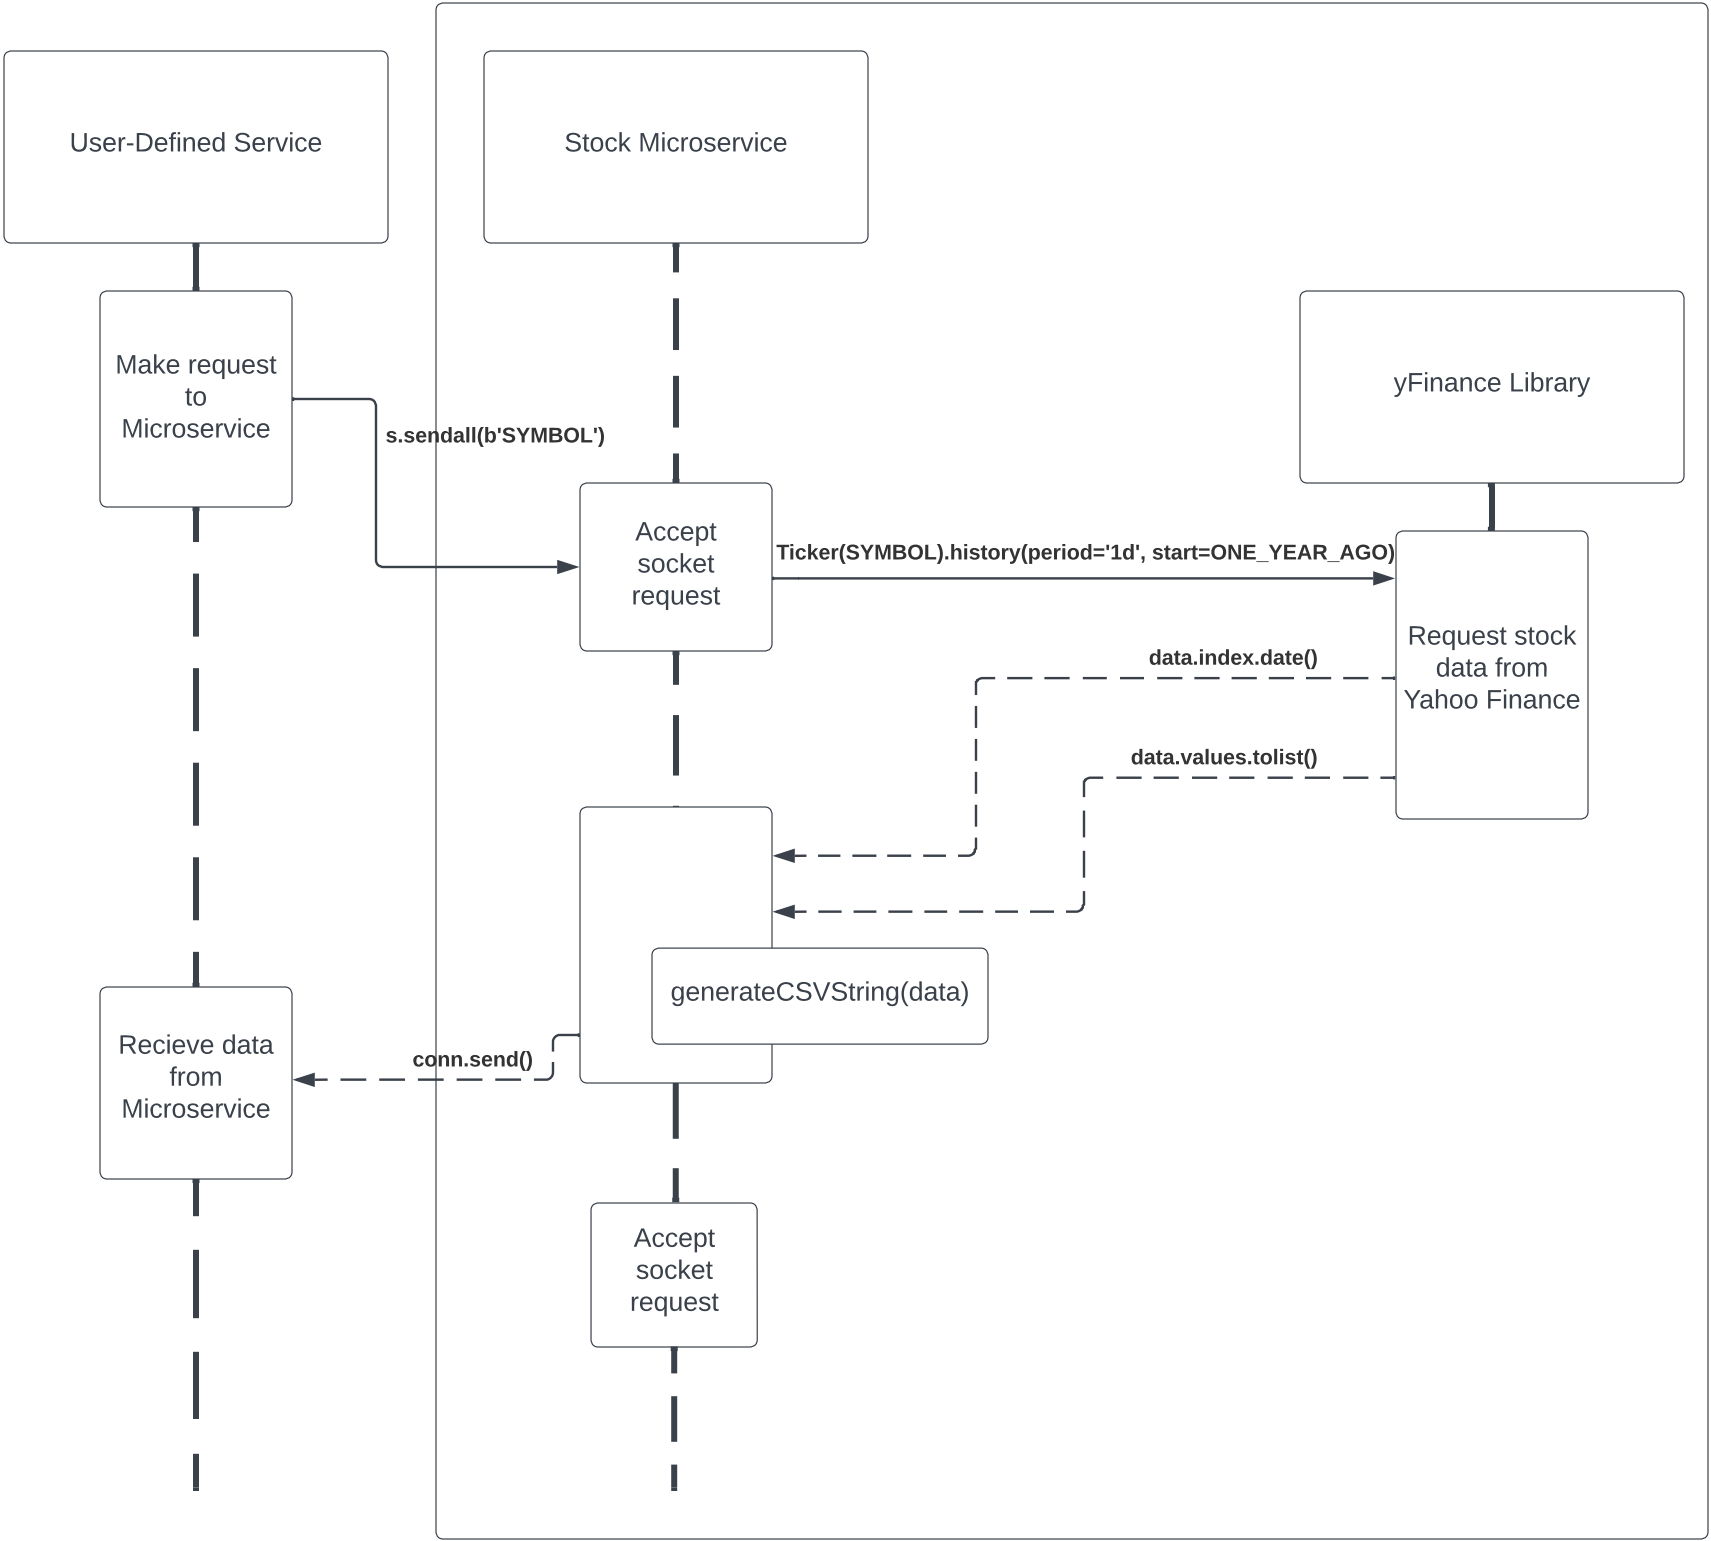 User-Defined Service
Stock Microservice
Make request
to
Microservice
yFinance Library
s.sendall(b'SYMBOL')
Accept
socket
request
Ticker(SYMBOL).history(period='1d', start=ONE_YEAR_AGO)
Request stock
data from
Yahoo Finance
data.index.date()
data.values.tolist()
generateCSVString(data)
Recieve data
from
Microservice
conn.send()
Accept
socket
request